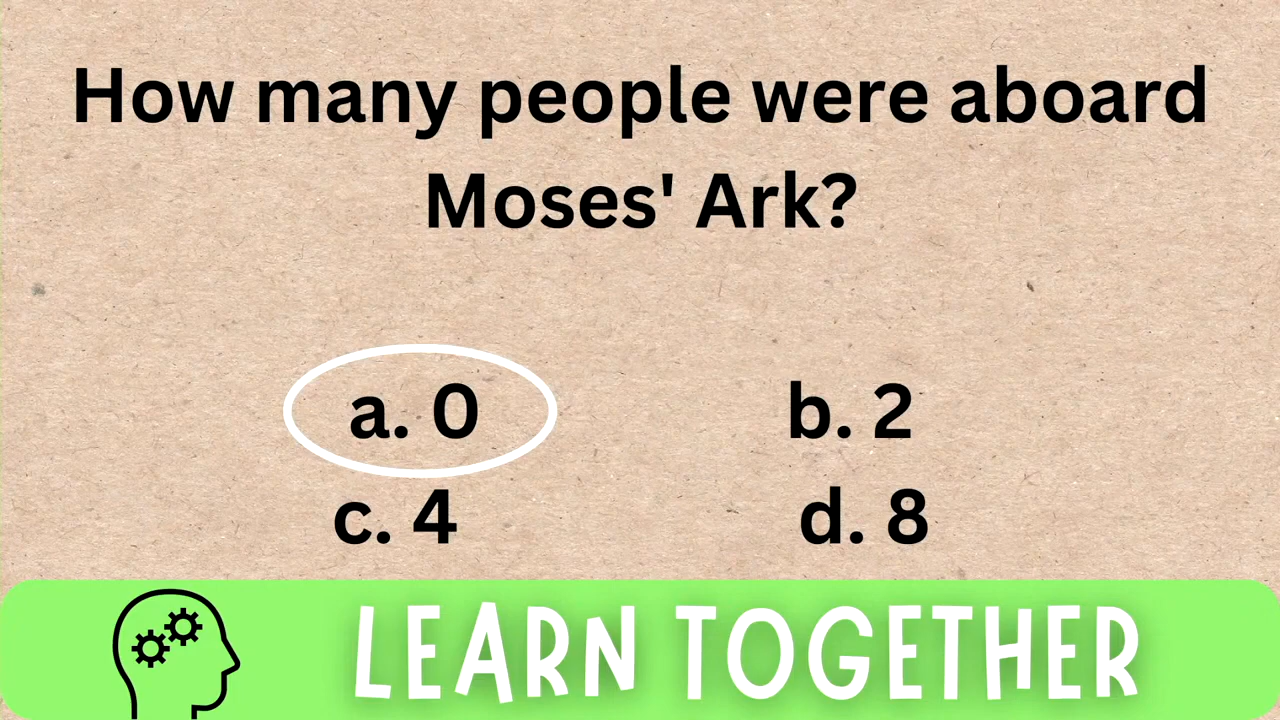 How many people were aboard
Moses' Ark?
a. 0 b. 2
c. 4 d. 8
LEARN TOGETHER